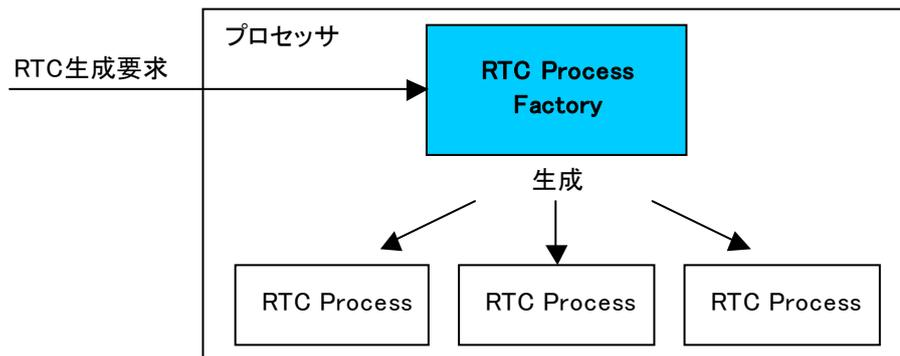 プロセッサ
RTC生成要求
RTC Process
Factory
生成
RTC Process
RTC Process
RTC Process